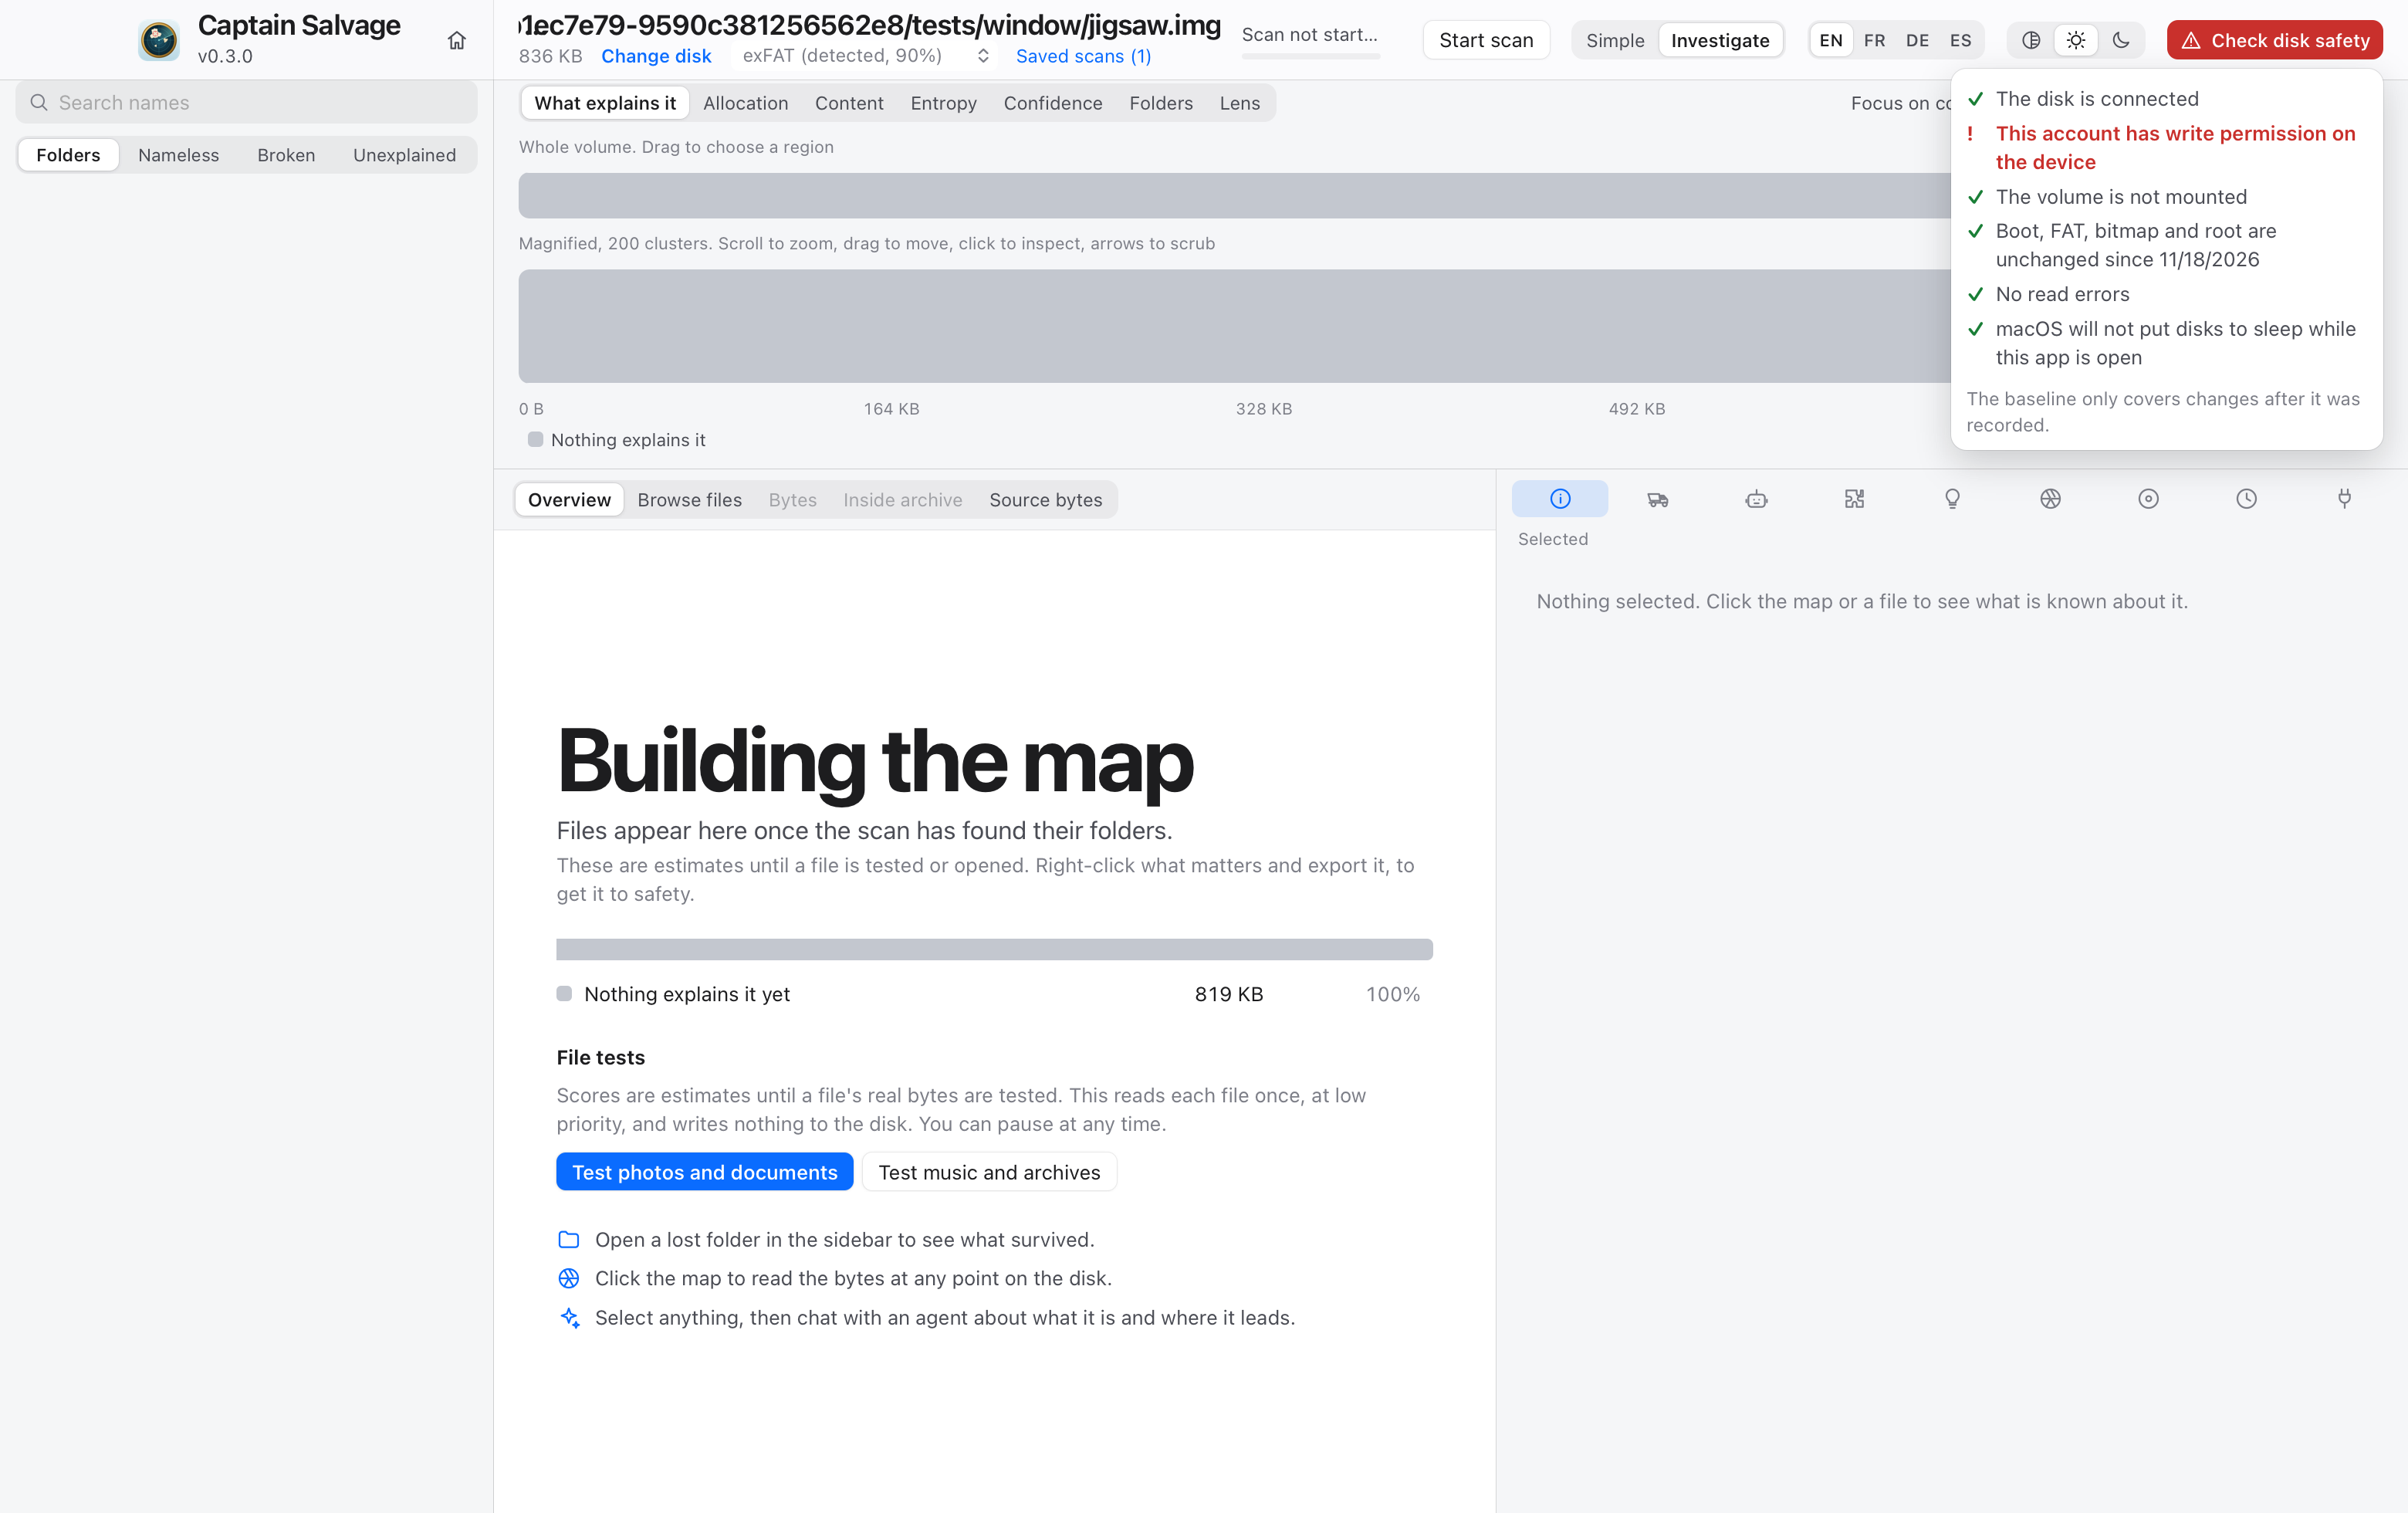 Captain Salvage
v0.3.0
1ec7e79-9590c381256562e8/tests/window/jigsaw.img
836 KB Change disk exFAT (detected, 90%) Saved scans (1)
Scan not start...
Start scan
Simple Investigate
EN FR DE ES
Check disk safety
Search names
Folders Nameless Broken Unexplained
What explains it Allocation Content Entropy Confidence Folders Lens
Focus on co
Whole volume. Drag to choose a region
Magnified, 200 clusters. Scroll to zoom, drag to move, click to inspect, arrows to scrub
0 B 164 KB 328 KB 492 KB
Nothing explains it
The disk is connected
! This account has write permission on
the device
The volume is not mounted
Boot, FAT, bitmap and root are
unchanged since 11/18/2026
No read errors
macOS will not put disks to sleep while
this app is open
The baseline only covers changes after it was
recorded.
Overview Browse files Bytes Inside archive Source bytes
Selected
Nothing selected. Click the map or a file to see what is known about it.
Building the map
Files appear here once the scan has found their folders.
These are estimates until a file is tested or opened. Right-click what matters and export it, to
get it to safety.
Nothing explains it yet 819 KB 100%
File tests
Scores are estimates until a file's real bytes are tested. This reads each file once, at low
priority, and writes nothing to the disk. You can pause at any time.
Test photos and documents Test music and archives
Open a lost folder in the sidebar to see what survived.
Click the map to read the bytes at any point on the disk.
Select anything, then chat with an agent about what it is and where it leads.